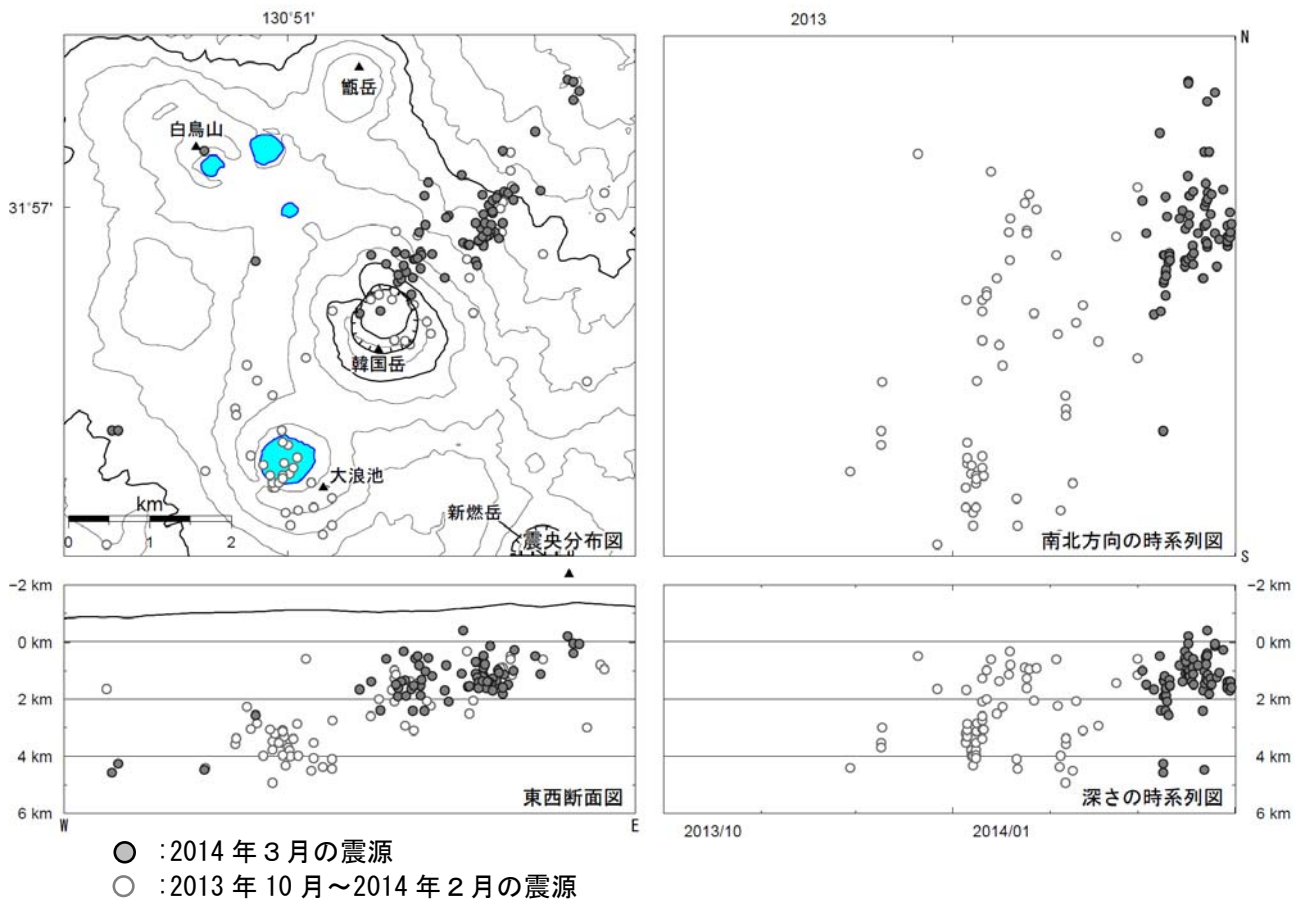 130°51'
2013
N
甑岳
白鳥山
31°57'
韓国岳
大浪池
km
新燃岳
0 1 2
震央分布図
南北方向の時系列図
S
−2 km
0 km
2 km
4 km
6 km
東西断面図
W
E
−2 km
0 km
2 km
4 km
6 km
深さの時系列図
2013/10
2014/01
:2014 年３月の震源
:2013 年 10 月～2014 年２月の震源